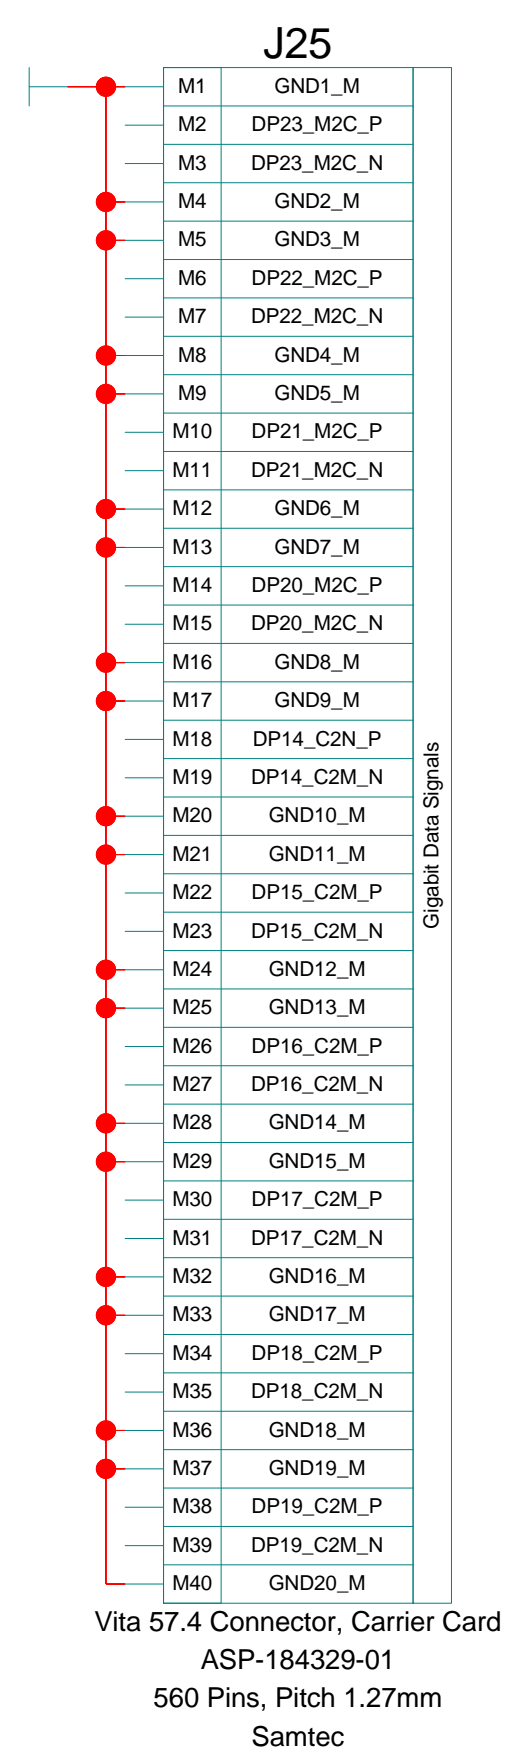 J25
M1 GND1_M
M2 DP23_M2C_P
M3 DP23_M2C_N
M4 GND2_M
M5 GND3_M
M6 DP22_M2C_P
M7 DP22_M2C_N
M8 GND4_M
M9 GND5_M
M10 DP21_M2C_P
M11 DP21_M2C_N
M12 GND6_M
M13 GND7_M
M14 DP20_M2C_P
M15 DP20_M2C_N
M16 GND8_M
M17 GND9_M
M18 DP14_C2N_P
M19 DP14_C2M_N
M20 GND10_M
M21 GND11_M
M22 DP15_C2M_P
M23 DP15_C2M_N
M24 GND12_M
M25 GND13_M
M26 DP16_C2M_P
M27 DP16_C2M_N
M28 GND14_M
M29 GND15_M
M30 DP17_C2M_P
M31 DP17_C2M_N
M32 GND16_M
M33 GND17_M
M34 DP18_C2M_P
M35 DP18_C2M_N
M36 GND18_M
M37 GND19_M
M38 DP19_C2M_P
M39 DP19_C2M_N
M40 GND20_M
Gigabit Data Signals
Vita 57.4 Connector, Carrier Card
ASP-184329-01
560 Pins, Pitch 1.27mm
Samtec